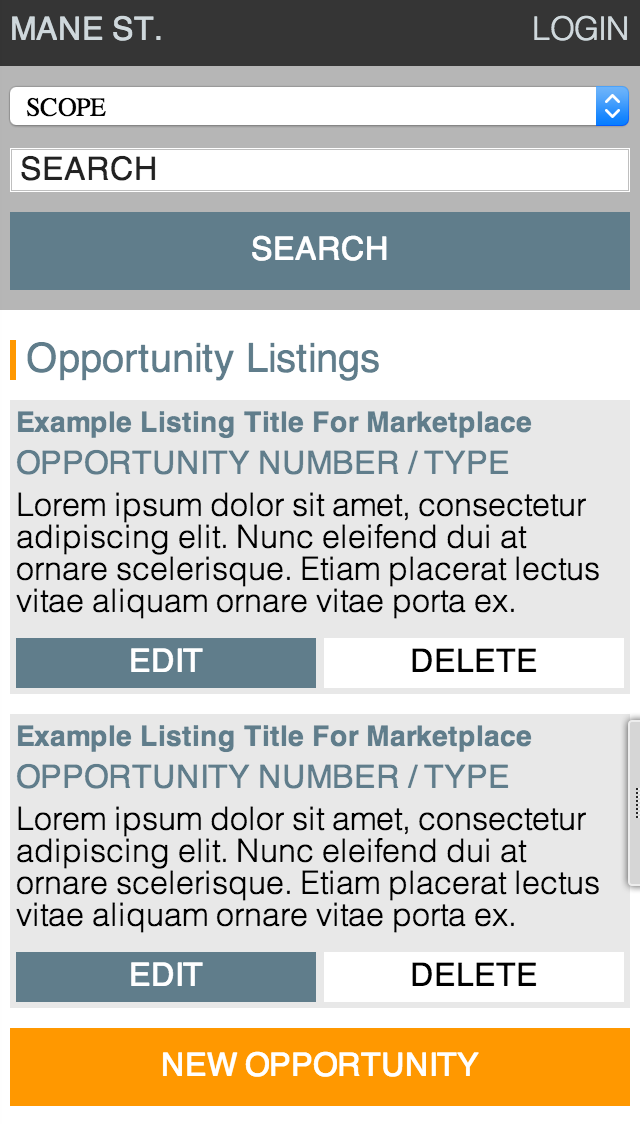 MANE ST.
LOGIN
SCOPE
SEARCH
SEARCH
Opportunity Listings
Example Listing Title For Marketplace
OPPORTUNITY NUMBER / TYPE
Lorem ipsum dolor sit amet, consectetur
adipiscing elit. Nunc eleifend dui at
ornare scelerisque. Etiam placerat lectus
vitae aliquam ornare vitae porta ex.
EDIT
DELETE
Example Listing Title For Marketplace
OPPORTUNITY NUMBER / TYPE
Lorem ipsum dolor sit amet, consectetur
adipiscing elit. Nunc eleifend dui at
ornare scelerisque. Etiam placerat lectus
vitae aliquam ornare vitae porta ex.
EDIT
DELETE
NEW OPPORTUNITY